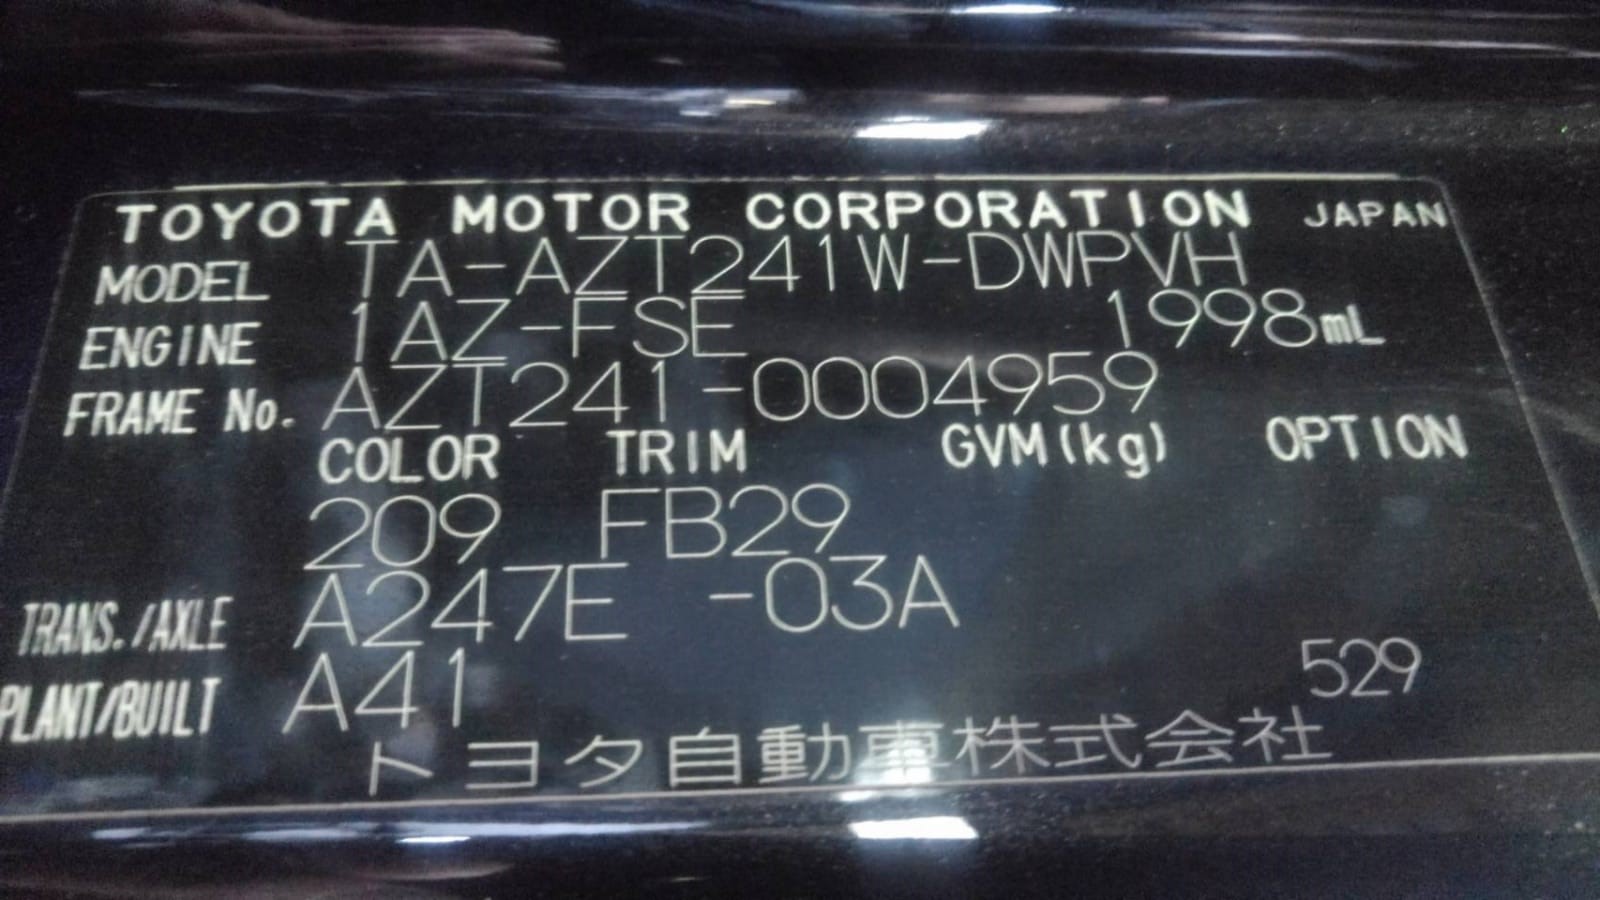 TOYOTA MOTOR CORPORATION JAPAN
MODEL TA-AZT241W-DWPVH
ENGINE 1AZ-FSE 1998mL
FRAME No. AZT241-0004959
COLOR TRIM GVM(kg) OPTION
209 FB29
TRANS./AXLE A247E -03A
PLANT/BUILT A41 529
トヨタ自動車株式会社